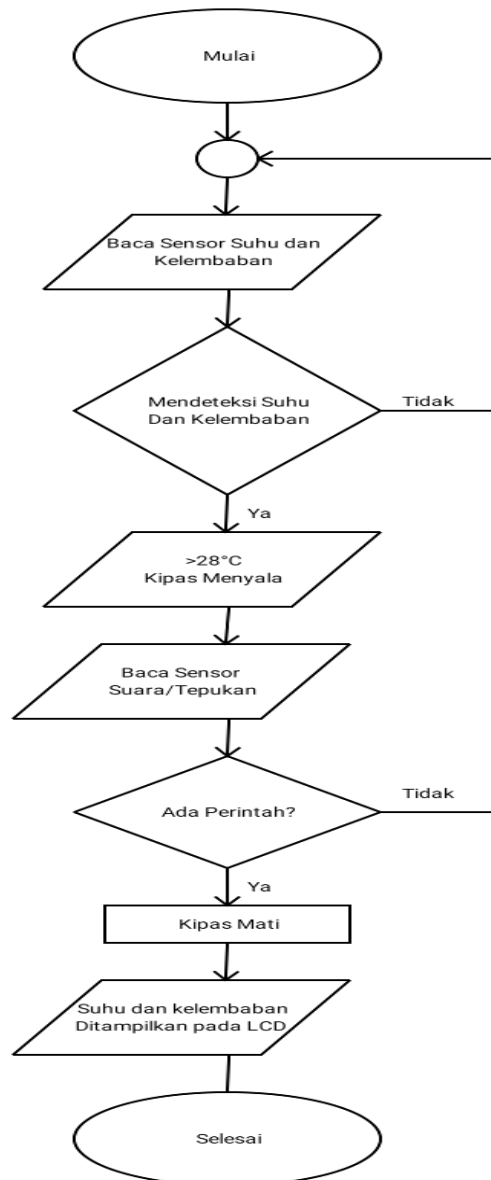 Mulai
Baca Sensor Suhu dan
Kelembaban
Mendeteksi Suhu
Dan Kelembaban
Tidak
Ya
>28°C
Kipas Menyala
Baca Sensor
Suara/Tepukan
Ada Perintah?
Tidak
Ya
Kipas Mati
Suhu dan kelembaban
Ditampilkan pada LCD
Selesai